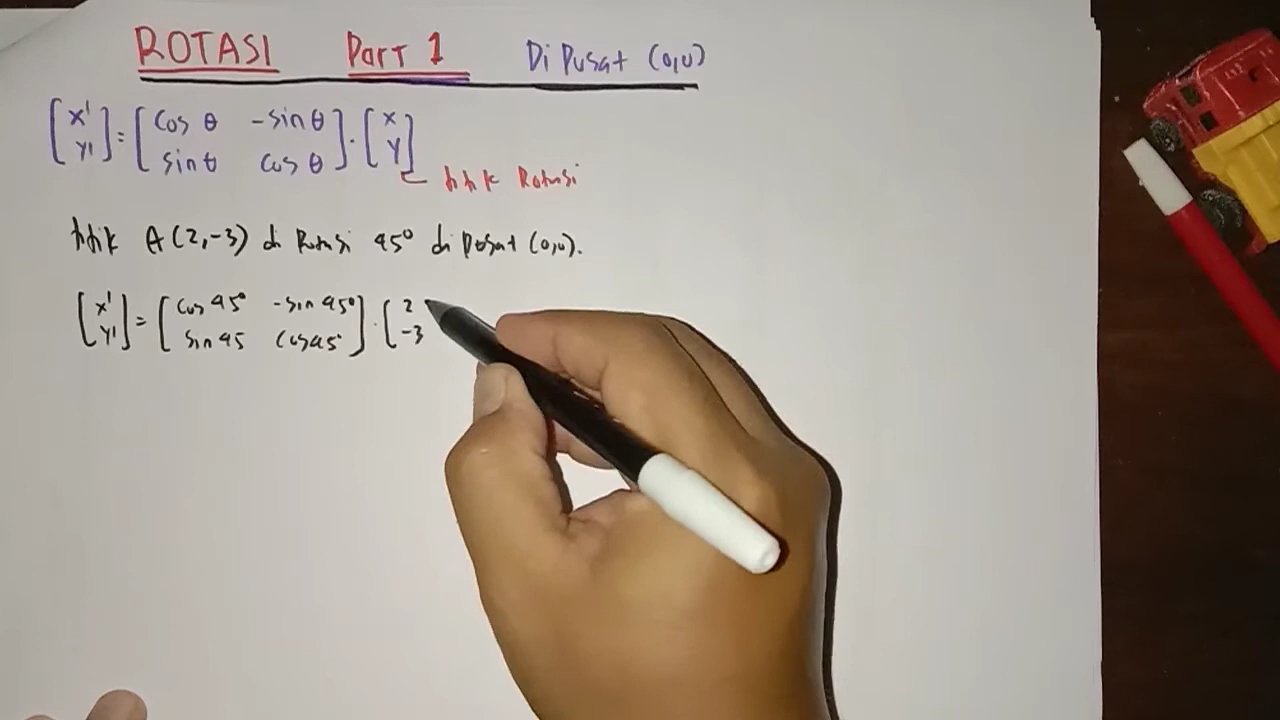 ROTASI Part 1 Di Pusat (0,0)
[x' y'] = [cos θ -sin θ sin θ cos θ] . [x y]
titik Rotasi
titik A(2,-3) di Rotasi 45° di pusat (0,0).
[x' y'] = [cos 45° -sin 45° sin 45 cos 45°] . [2 -3